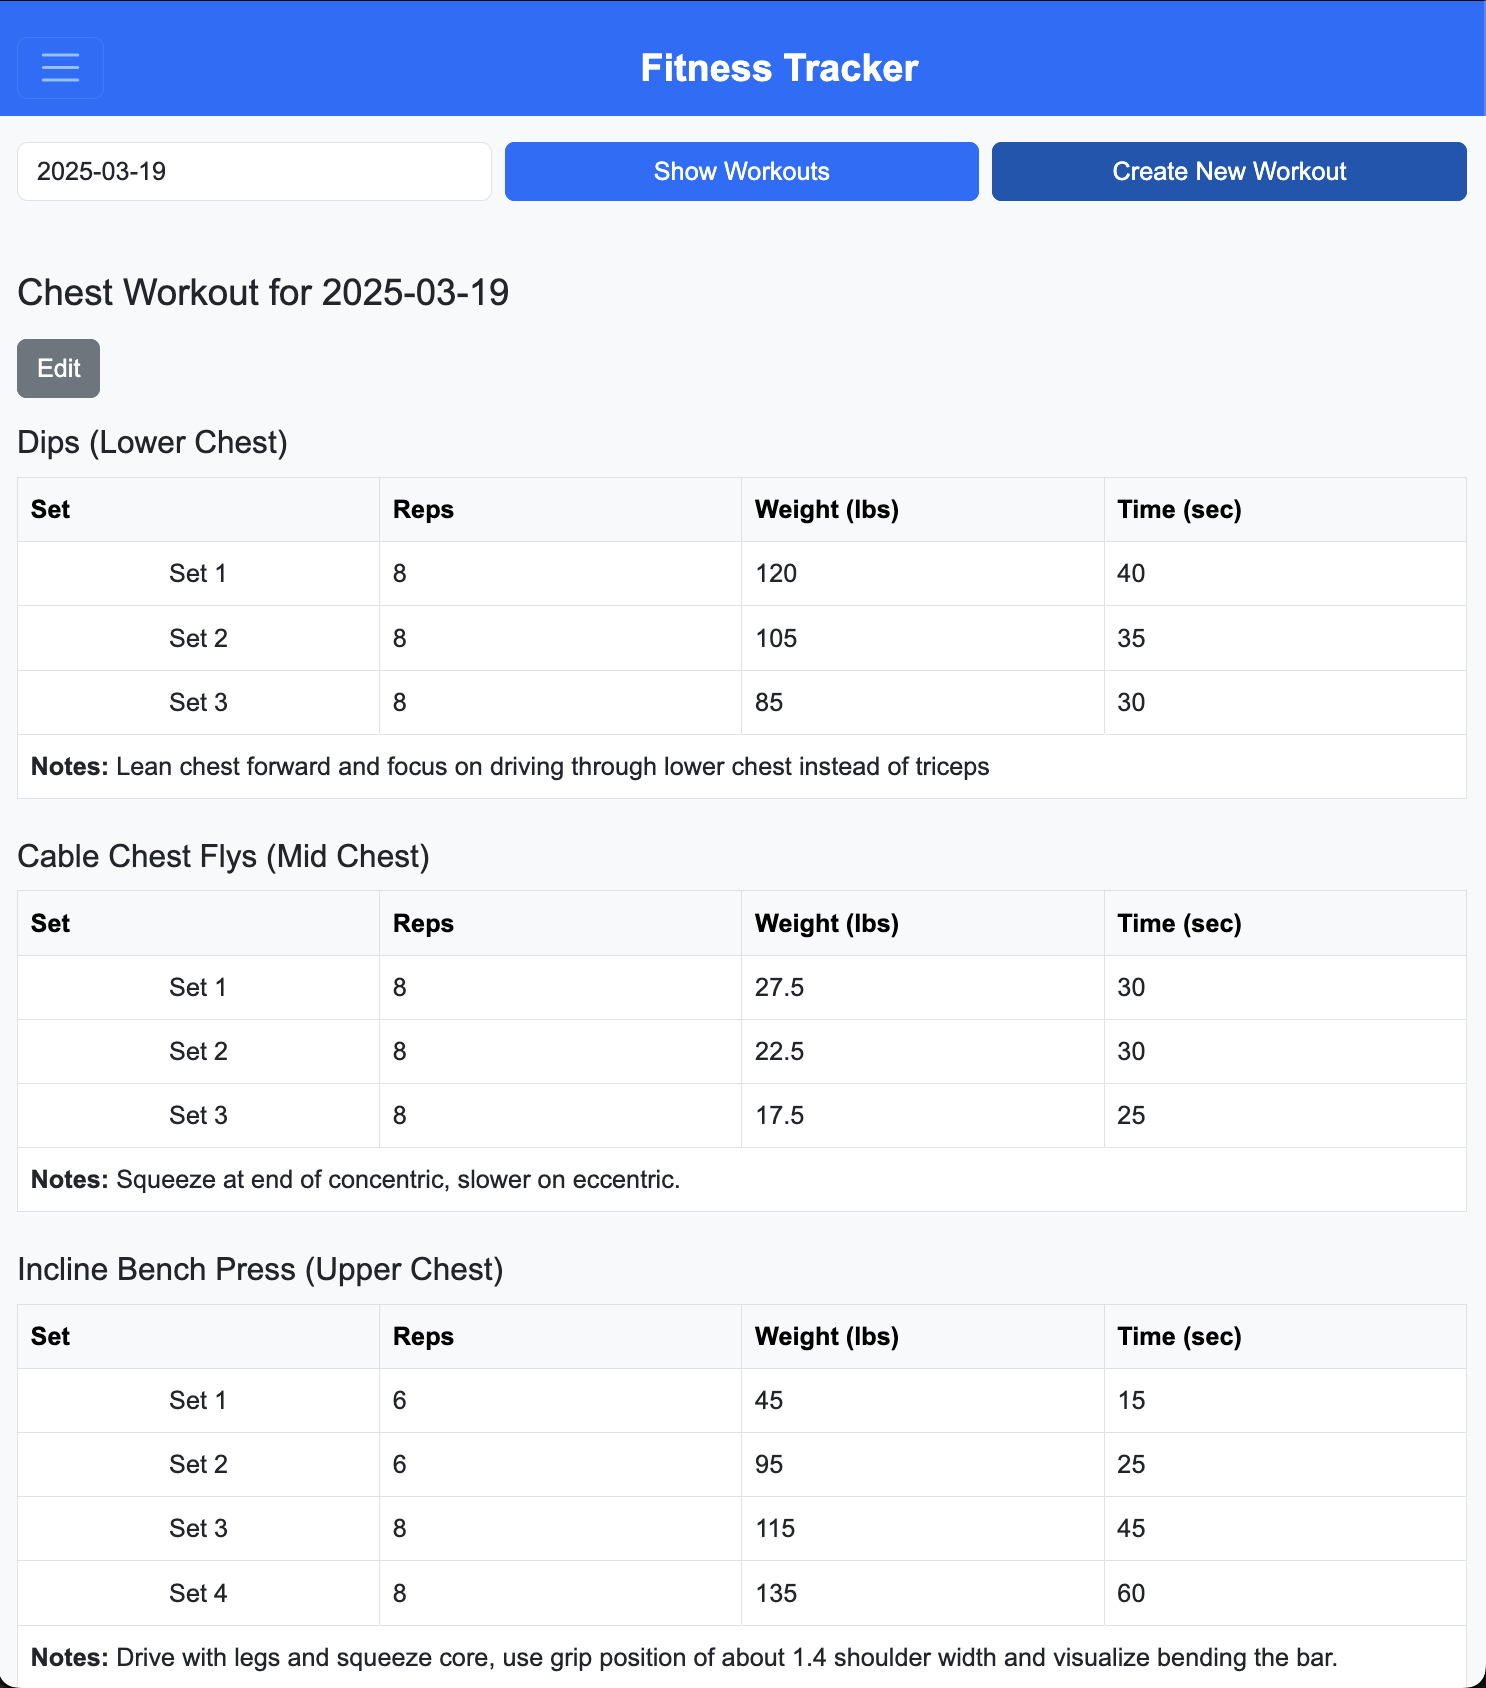 Fitness Tracker
2025-03-19 Show Workouts Create New Workout
Chest Workout for 2025-03-19
Edit
Dips (Lower Chest)
Set Reps Weight (lbs) Time (sec)
Set 1 8 120 40
Set 2 8 105 35
Set 3 8 85 30
Notes: Lean chest forward and focus on driving through lower chest instead of triceps
Cable Chest Flys (Mid Chest)
Set Reps Weight (lbs) Time (sec)
Set 1 8 27.5 30
Set 2 8 22.5 30
Set 3 8 17.5 25
Notes: Squeeze at end of concentric, slower on eccentric.
Incline Bench Press (Upper Chest)
Set Reps Weight (lbs) Time (sec)
Set 1 6 45 15
Set 2 6 95 25
Set 3 8 115 45
Set 4 8 135 60
Notes: Drive with legs and squeeze core, use grip position of about 1.4 shoulder width and visualize bending the bar.